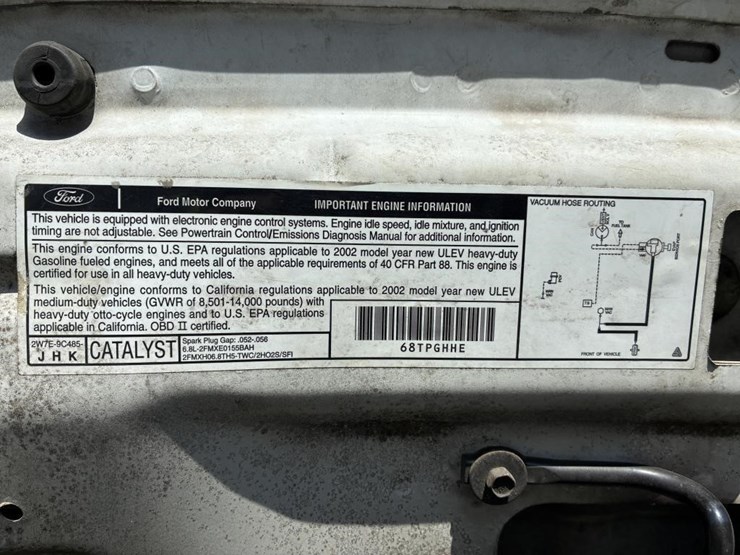 Ford
Ford Motor Company
IMPORTANT ENGINE INFORMATION
This vehicle is equipped with electronic engine control systems. Engine idle speed, idle mixture, and ignition
timing are not adjustable. See Powertrain Control/Emissions Diagnosis Manual for additional information.
This engine conforms to U.S. EPA regulations applicable to 2002 model year new ULEV heavy-duty
Gasoline fueled engines, and meets all of the applicable requirements of 40 CFR Part 88. This engine is
certified for use in all heavy-duty vehicles.
This vehicle/engine conforms to California regulations applicable to 2002 model year new ULEV
medium-duty vehicles (GVWR of 8,501-14,000 pounds) with
heavy-duty otto-cycle engines and to U.S. EPA regulations
applicable in California. OBD II certified.
2W7E-9C485-
J H K
CATALYST
Spark Plug Gap: .052-.056
6.8L-2FMXE0155BAH
2FMXH06.8TH5-TWC/2HO2S/SFI
68TPGHHE
VACUUM HOSE ROUTING
TO
FUEL TANK
FRONT OF VEHICLE